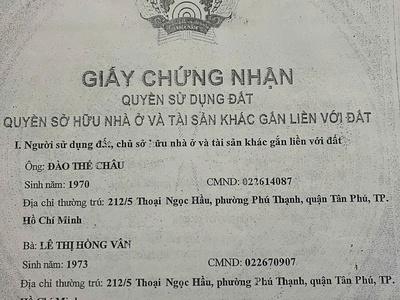 GIẤY CHỨNG NHẬN
QUYỀN SỬ DỤNG ĐẤT
QUYỀN SỞ HỮU NHÀ Ở VÀ TÀI SẢN KHÁC GẮN LIỀN VỚI ĐẤT
I. Người sử dụng đất, chủ sở hữu nhà ở và tài sản khác gắn liền với đất
Ông: ĐÀO THẾ CHÂU
Sinh năm: 1970 CMND: 022614087
Địa chỉ thường trú: 212/5 Thoại Ngọc Hầu, phường Phú Thạnh, quận Tân Phú, TP.
Hồ Chí Minh
Bà: LÊ THỊ HỒNG VÂN
Sinh năm: 1973 CMND: 022670907
Địa chỉ thường trú: 212/5 Thoại Ngọc Hầu, phường Phú Thạnh, quận Tân Phú, TP.
Hồ Chí Minh